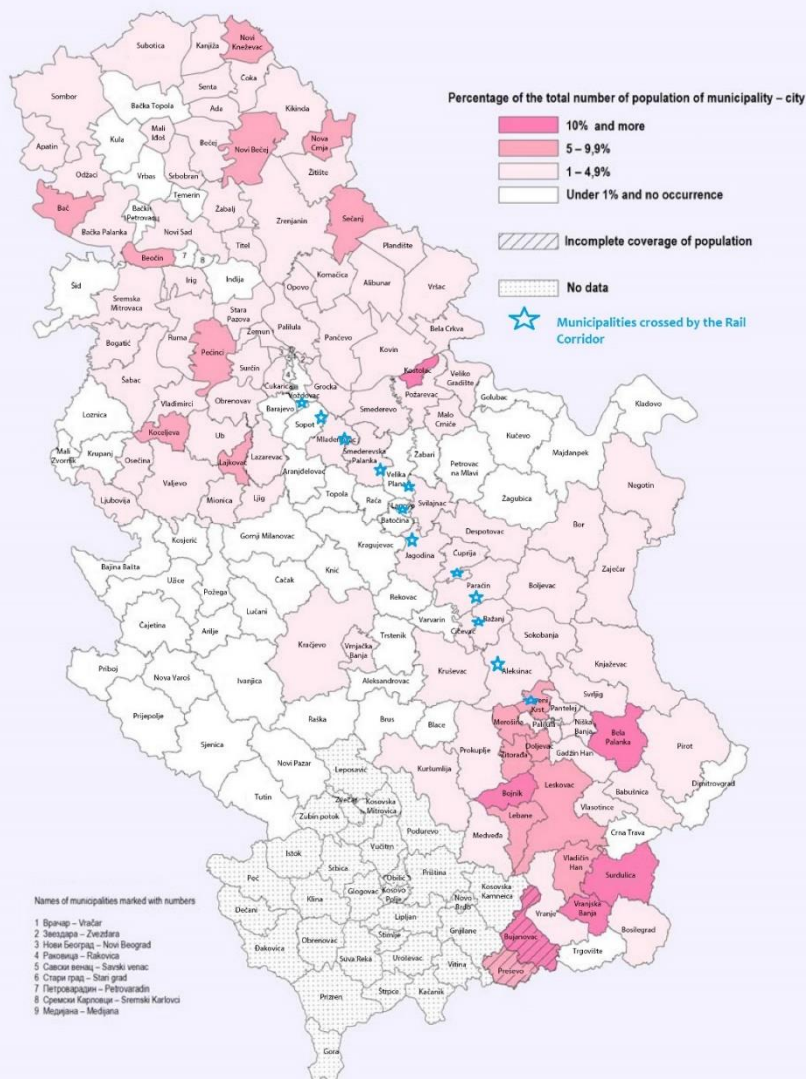 Percentage of the total number of population of municipality – city
10% and more
5 – 9,9%
1 – 4,9%
Under 1% and no occurrence
Incomplete coverage of population
No data
Municipalities crossed by the Rail
Corridor
Subotica
Kanjiža
Novi
Kneževac
Sombor
Senta
Čoka
Bačka Topola
Ada
Kikinda
Kula
Mali
Iđoš
Apatin
Bečej
Novi Bečej
Nova
Crnja
Odžaci
Vrbas
Srbobran
Žitište
Temerin
Bač
Bački
Petrovac
Žabalj
Zrenjanin
Sečanj
Bačka Palanka
Novi Sad
Titel
Plandište
Beočin
7
8
Šid
Irig
Inđija
Opovo
Kovačica
Alibunar
Vršac
Sremska
Mitrovaca
Stara
Pazova
Bela Crkva
Bogatić
Ruma
Pećinci
Zemen
Palilula
Pančevo
Kovin
Surčin
Šabac
4
Kostolac
Veliko
Gradište
Čukarica
Voždovac
Grocka
Požarevac
Golubac
Kladovo
Loznica
Vladimirci
Obrenovac
Barajevo
Sopot
Smederevo
Malo
Crniće
Koceljeva
Ub
Mladenovac
Kučevo
Mali
Zvornik
Krupanj
Osečina
Lajkovac
Lazarevac
Smederevska
Palanka
Žabari
Petrovac
na Mlavi
Majdanpek
Valjevo
Aranđelovac
Velika
Plana
Ljubovija
Mionica
Ljig
Topola
Rača
Lapovo
Svilajnac
Žagubica
Negotin
Batočina
Kosjerić
Gornji Milanovac
Kragujevac
Despotovac
Bor
Bajina Bašta
Jagodina
Ćuprija
Zaječar
Užice
Požega
Čačak
Knić
Paraćin
Boljevac
Lučani
Rekovac
Čajetina
Arilje
Varvarin
Ražanj
Ćićevac
Kraljevo
Vrnjačka
Banja
Trstenik
Sokobanja
Priboj
Nova Varoš
Ivanjica
Kruševac
Aleksinac
Knjaževac
Aleksandrovac
Prijepolje
Raška
Brus
Blace
Svrljig
Crveni
Krst
Pantelej
Merošina
Palilula
Niška
Banja
Bela
Palanka
Sjenica
Žitorađa
Doljevac
Gadžin Han
Pirot
Novi Pazar
Prokuplje
Kuršumlija
Leposavić
Dimitrovgrad
Bojnik
Leskovac
Babušnica
Tutin
Zvečan
Kosovska
Mitrovica
Zubin potok
Lebane
Vlasotince
Podurevo
Medveđa
Crna Trava
Vučitrn
Istok
Srbica
Priština
Vladičin
Han
Surdulica
Peć
Obilić
Glogovac
Kosovo
Polje
Kosovska
Kamneica
Klina
Novo
Brdo
Vranje
Vranjska
Banja
Dečani
Lipljan
Bosilegrad
Obrenovac
Štimlje
Gnjilane
Bujanovac
Trgovište
Đakovica
Suva Reka
Uroševac
Vitina
Preševo
Štrpce
Kačanik
Prizren
Gora
Names of municipalities marked with numbers
1 Врачар – Vračar
2 Звездара – Zvezdara
3 Нови Београд – Novi Beograd
4 Раковица – Rakovica
5 Савски венац – Savski venac
6 Стари град – Stari grad
7 Петроварадин – Petrovaradin
8 Сремски Карловци – Sremski Karlovci
9 Медијана – Medijana